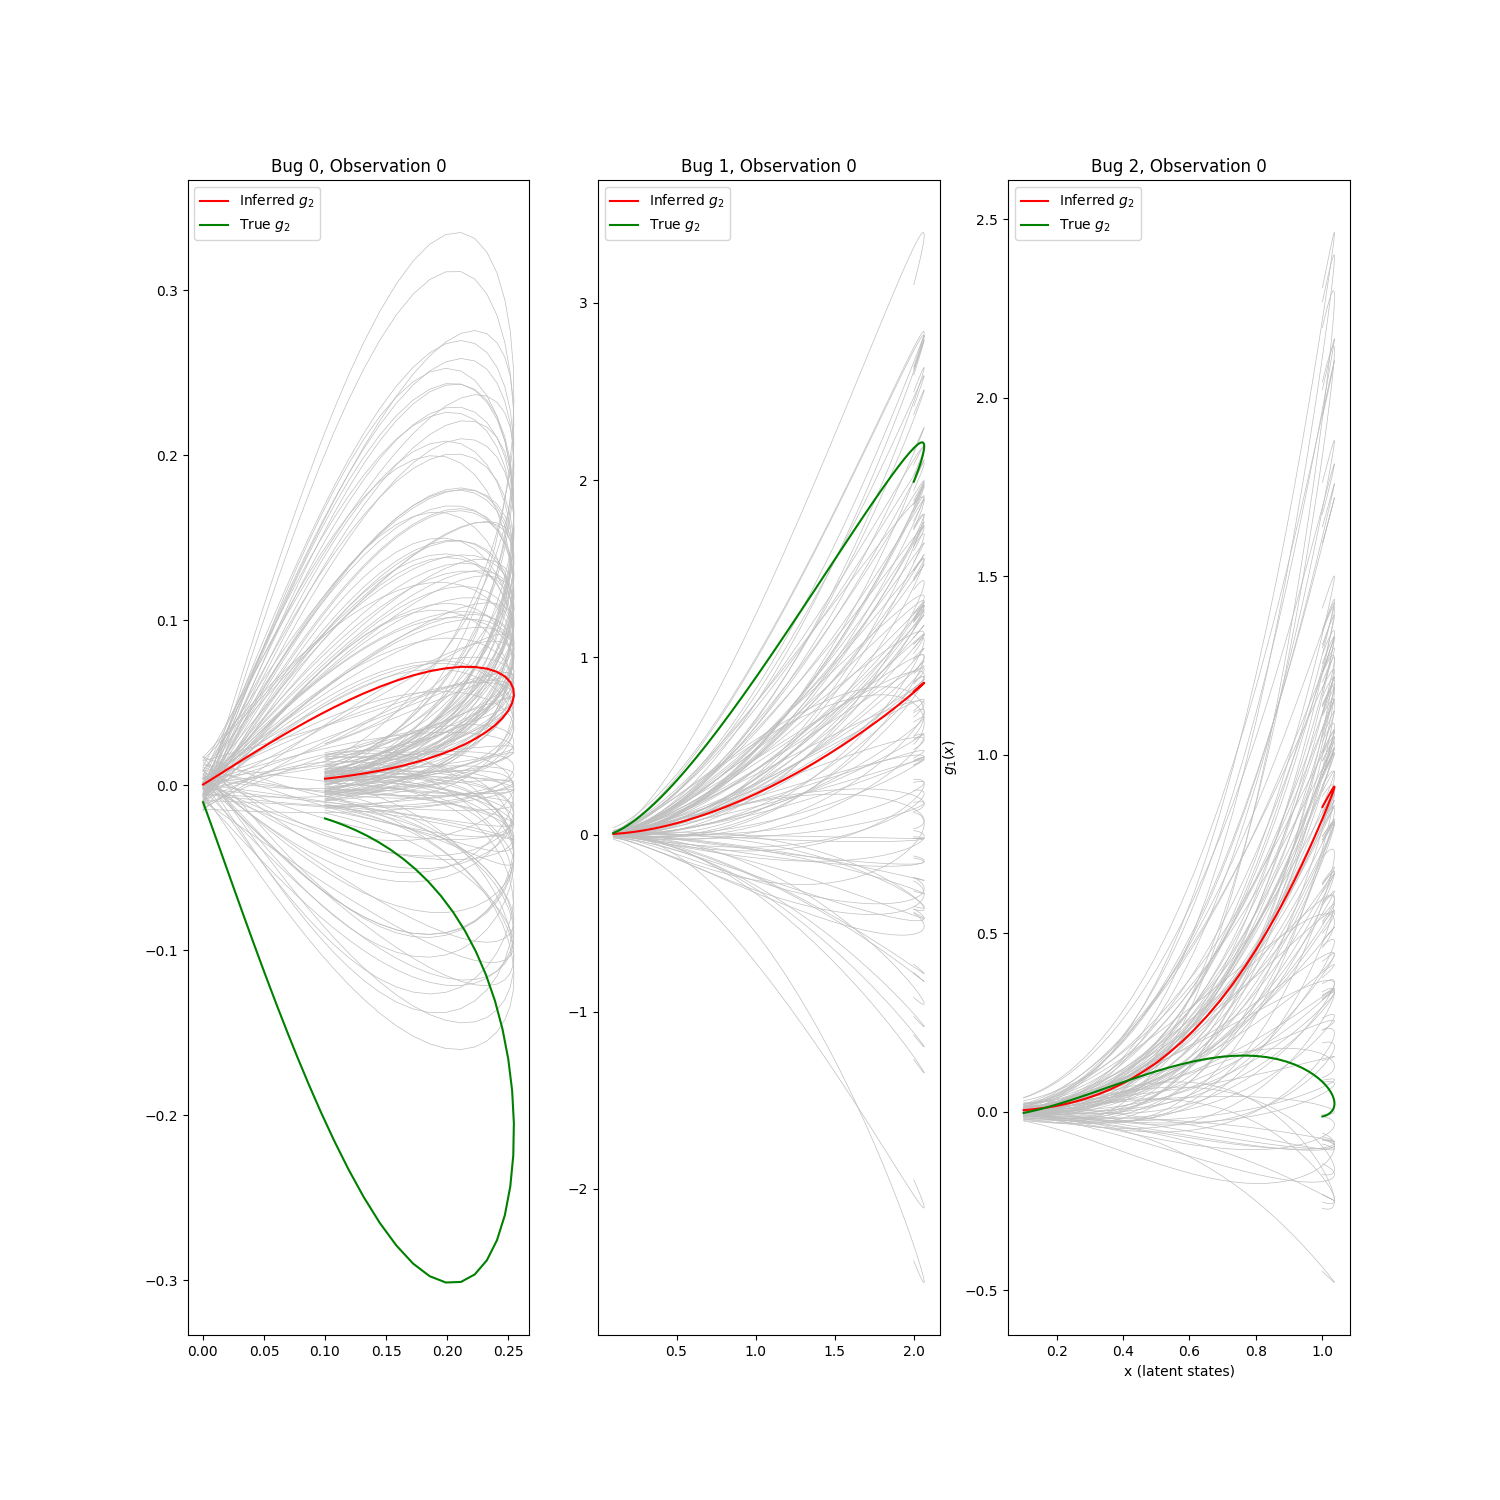 Bug 0, Observation 0
Inferred g₂
True g₂
0.3
0.2
0.1
0.0
−0.1
−0.2
−0.3
0.00 0.05 0.10 0.15 0.20 0.25
Bug 1, Observation 0
Inferred g₂
True g₂
3
2
1
0
−1
−2
0.5 1.0 1.5 2.0
Bug 2, Observation 0
Inferred g₂
True g₂
g₁(x)
2.5
2.0
1.5
1.0
0.5
0.0
−0.5
0.2 0.4 0.6 0.8 1.0
x (latent states)